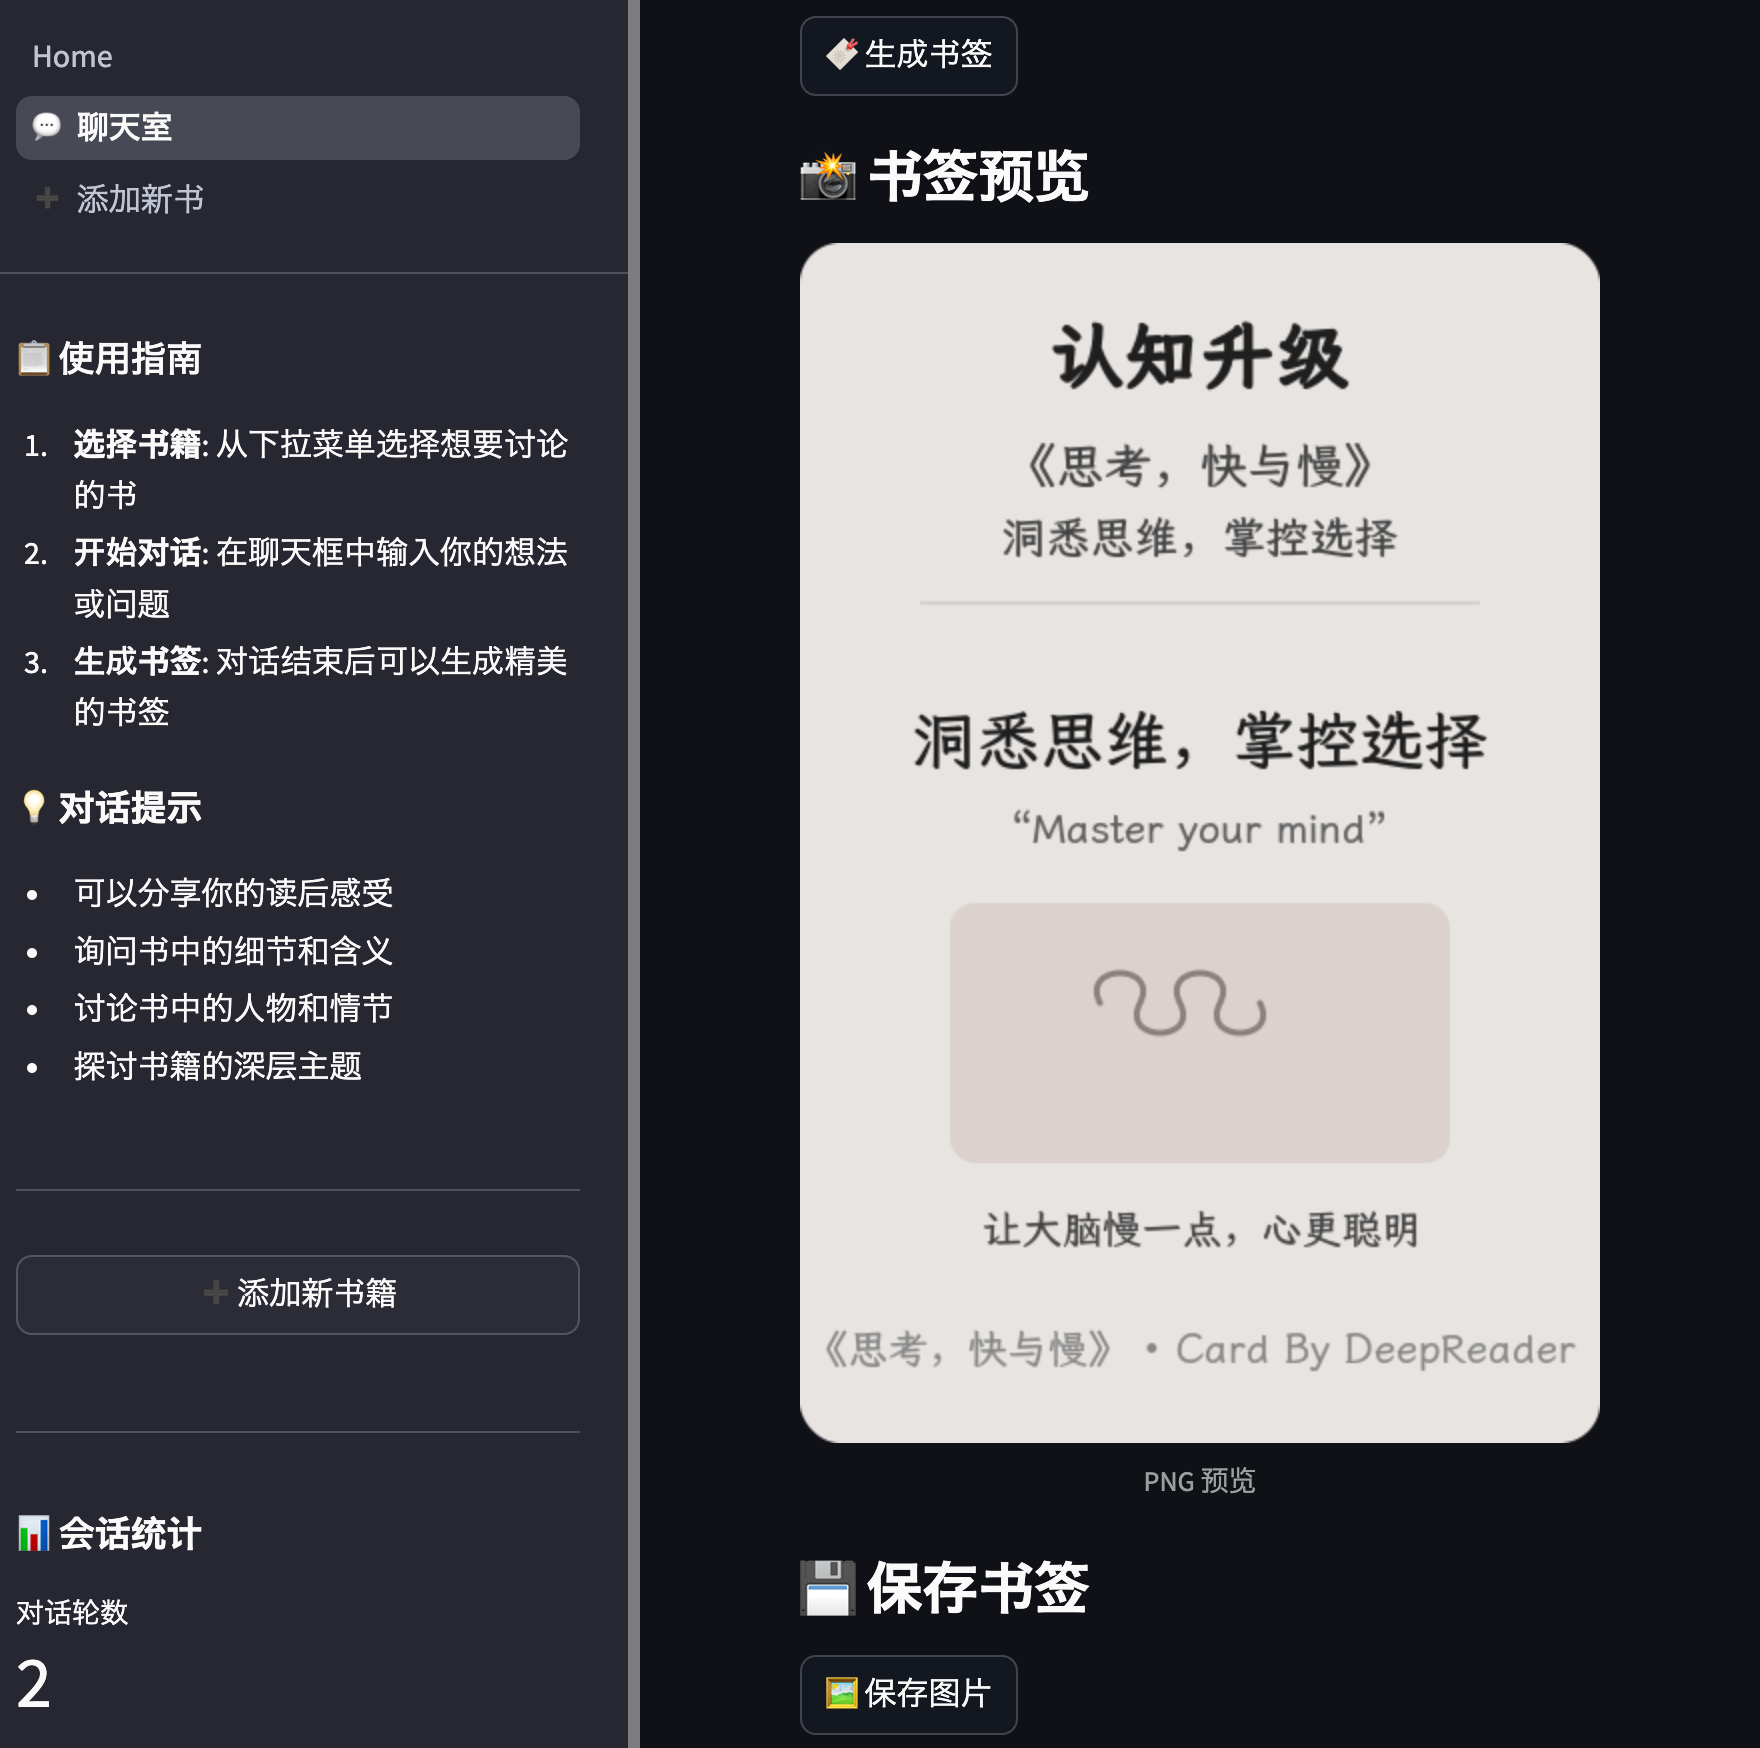 Home
聊天室
添加新书
使用指南
1. 选择书籍: 从下拉菜单选择想要讨论
的书
2. 开始对话: 在聊天框中输入你的想法
或问题
3. 生成书签: 对话结束后可以生成精美
的书签
对话提示
• 可以分享你的读后感受
• 询问书中的细节和含义
• 讨论书中的人物和情节
• 探讨书籍的深层主题
添加新书籍
会话统计
对话轮数
2
生成书签
书签预览
认知升级
《思考，快与慢》
洞悉思维，掌控选择
洞悉思维，掌控选择
“Master your mind”
让大脑慢一点，心更聪明
《思考，快与慢》 • Card By DeepReader
PNG 预览
保存书签
保存图片